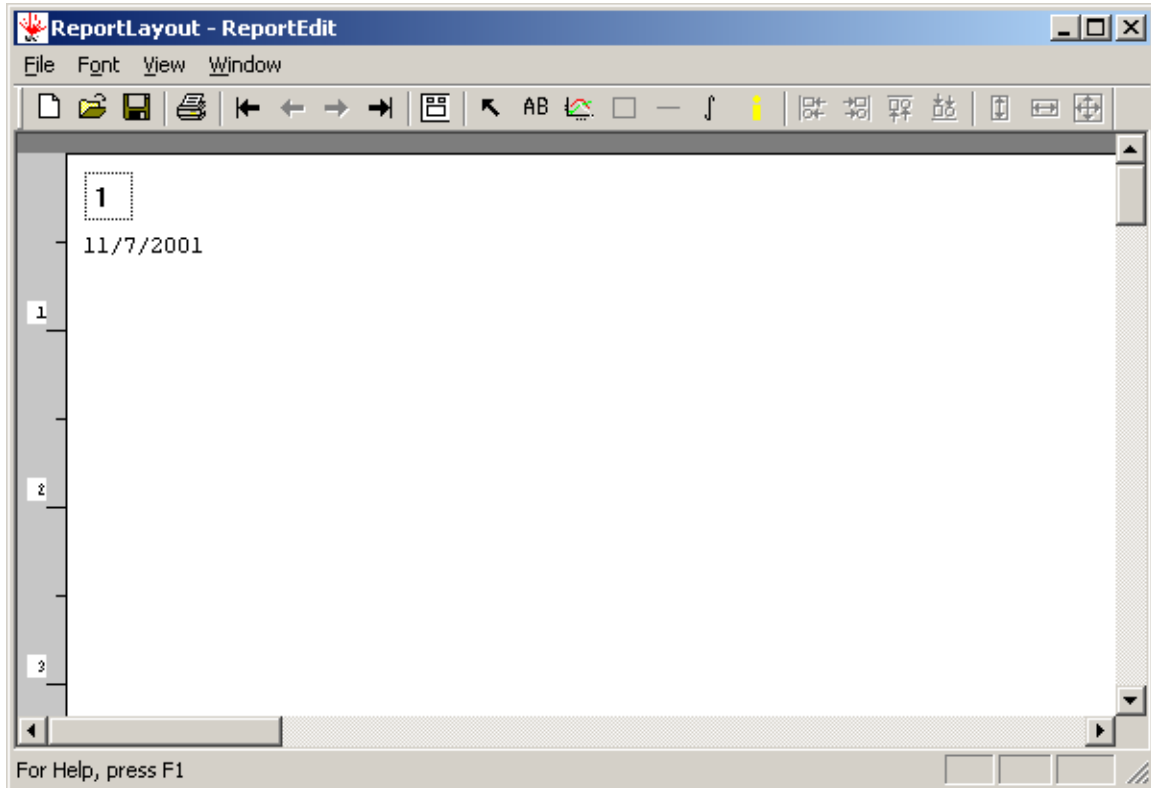 ReportLayout - ReportEdit
File Font View Window
AB
1
11/7/2001
1
2
3
For Help, press F1